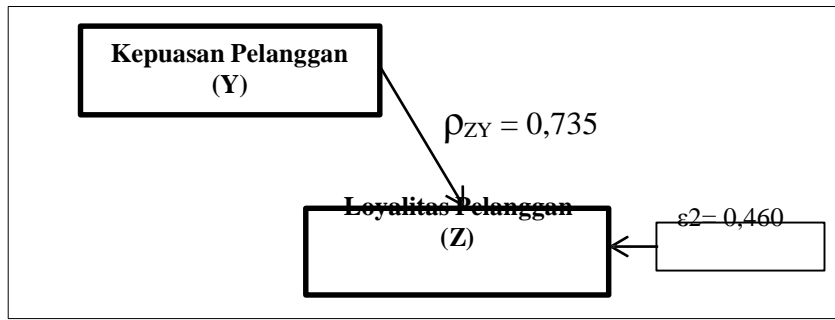 Kepuasan Pelanggan
(Y)
ρZY = 0,735
Loyalitas Pelanggan
(Z)
ε2= 0,460